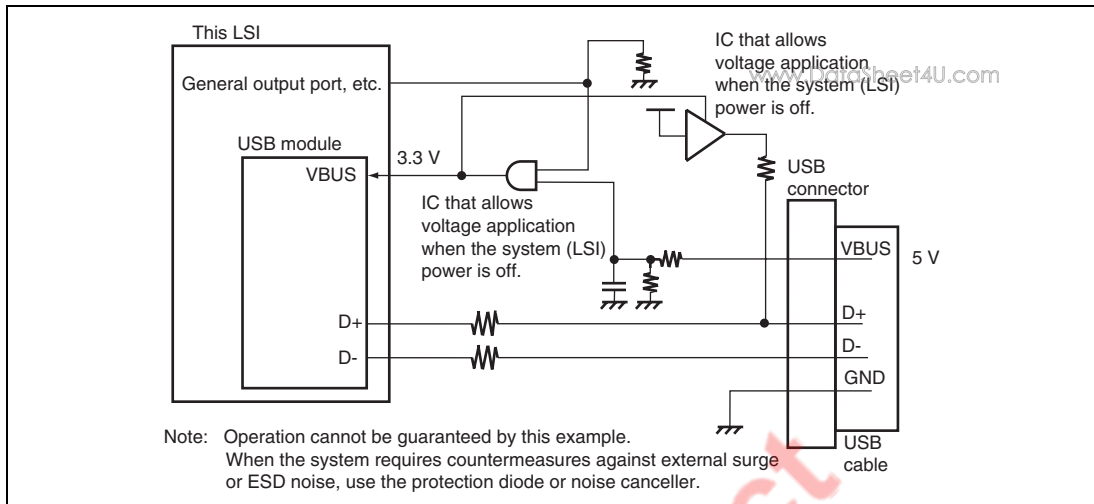 This LSI
General output port, etc.
USB module
VBUS
3.3 V
IC that allows
voltage application
when the system (LSI)
power is off.
www.DataSheet4U.com
IC that allows
voltage application
when the system (LSI)
power is off.
USB
connector
VBUS
5 V
D+
D-
D+
D-
GND
USB
cable
Note: Operation cannot be guaranteed by this example.
When the system requires countermeasures against external surge
or ESD noise, use the protection diode or noise canceller.